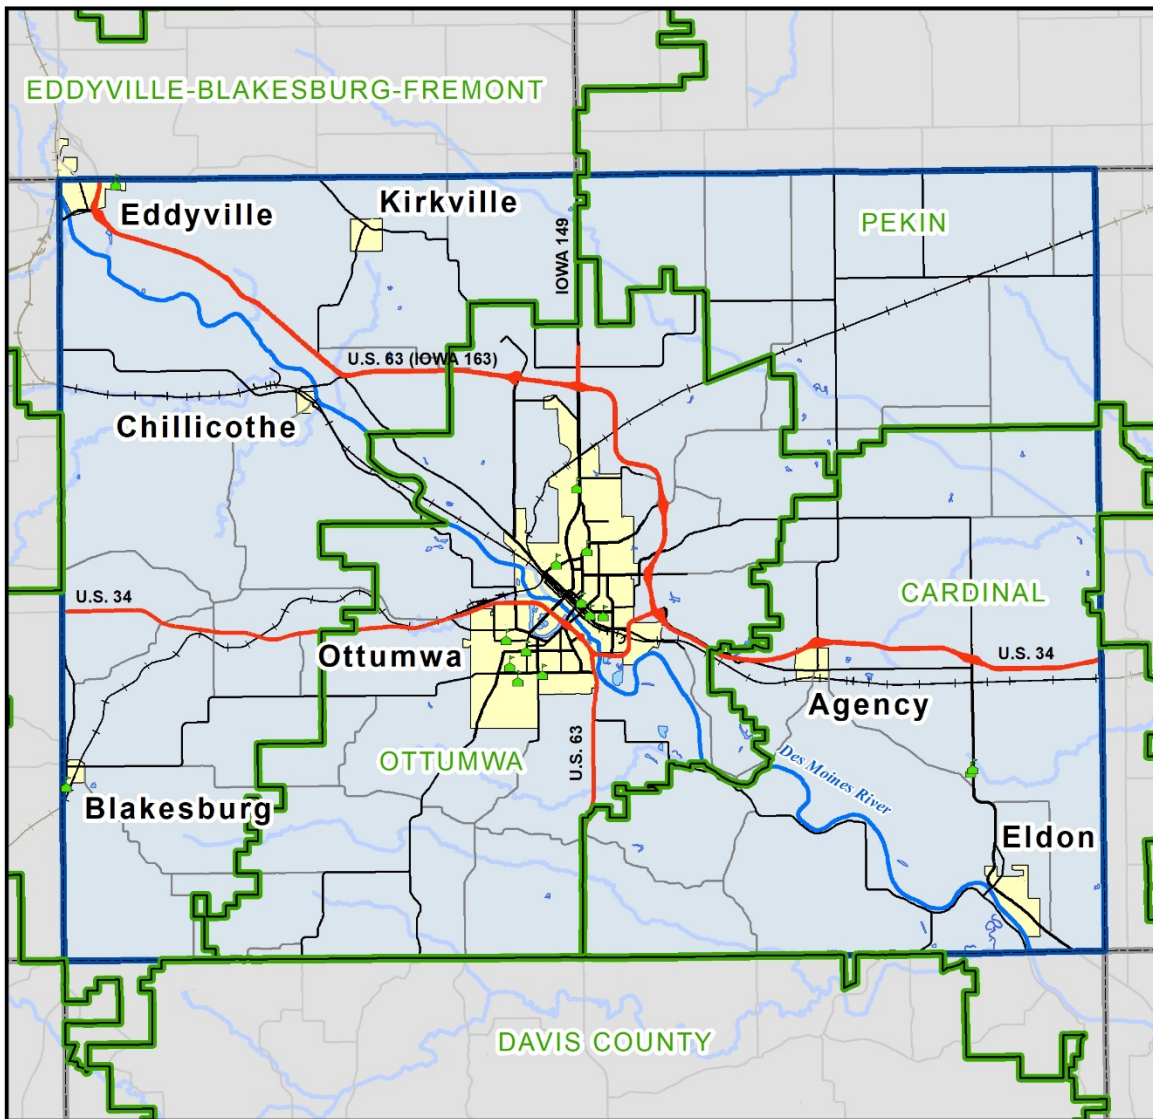 EDDYVILLE-BLAKESBURG-FREMONT
Kirkville
Eddyville
PEKIN
IOWA 149
U.S. 63 (IOWA 163)
Chillicothe
CARDINAL
U.S. 34
Ottumwa
U.S. 34
Agency
OTTUMWA
U.S. 63
Des Moines River
Blakesburg
Eldon
DAVIS COUNTY